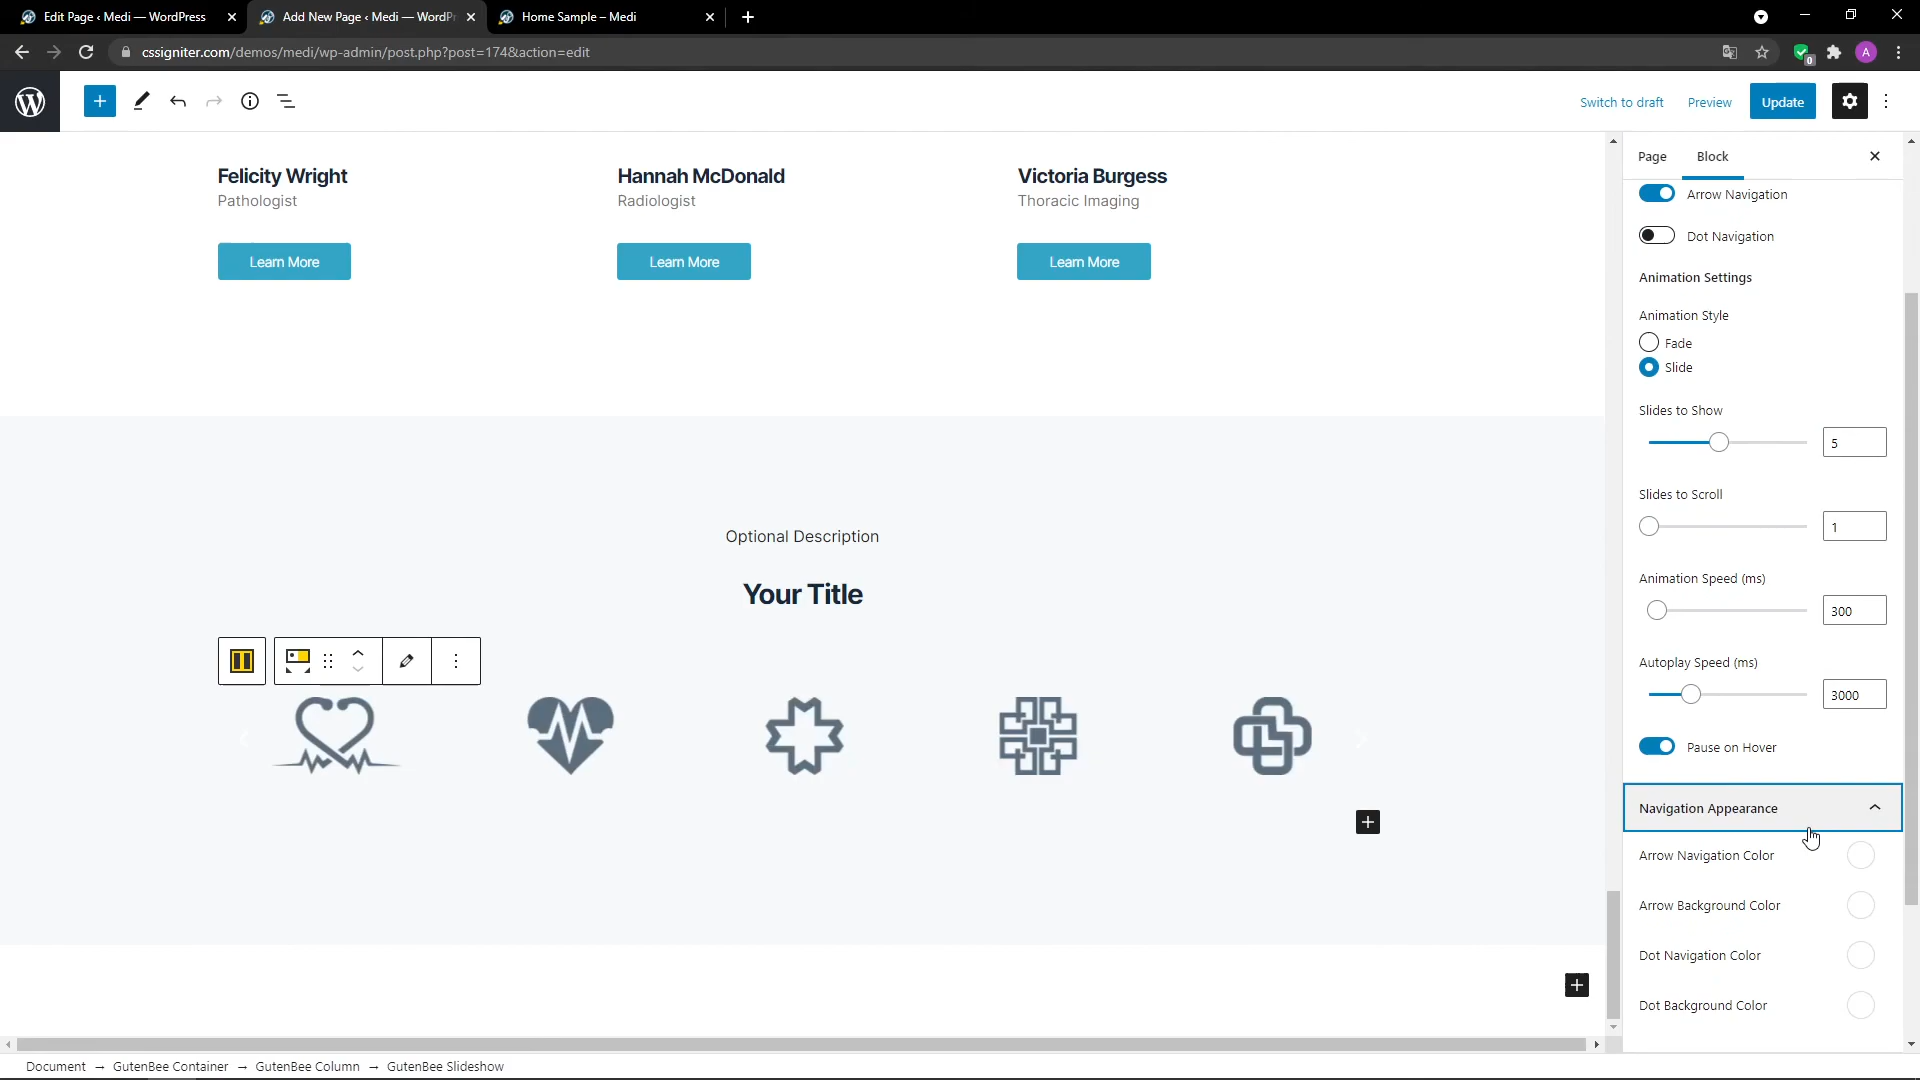 Edit Page ‹ Medi — WordPress
Add New Page ‹ Medi — WordPr
Home Sample – Medi
cssigniter.com/demos/medi/wp-admin/post.php?post=174&action=edit
0
A
Switch to draft
Preview
Update
Page
Block
Felicity Wright
Hannah McDonald
Victoria Burgess
Pathologist
Radiologist
Thoracic Imaging
Learn More
Learn More
Learn More
Optional Description
Your Title
Arrow Navigation
Dot Navigation
Animation Settings
Animation Style
Fade
Slide
Slides to Show
5
Slides to Scroll
1
Animation Speed (ms)
300
Autoplay Speed (ms)
3000
Pause on Hover
Navigation Appearance
Arrow Navigation Color
Arrow Background Color
Dot Navigation Color
Dot Background Color
Document → GutenBee Container → GutenBee Column → GutenBee Slideshow